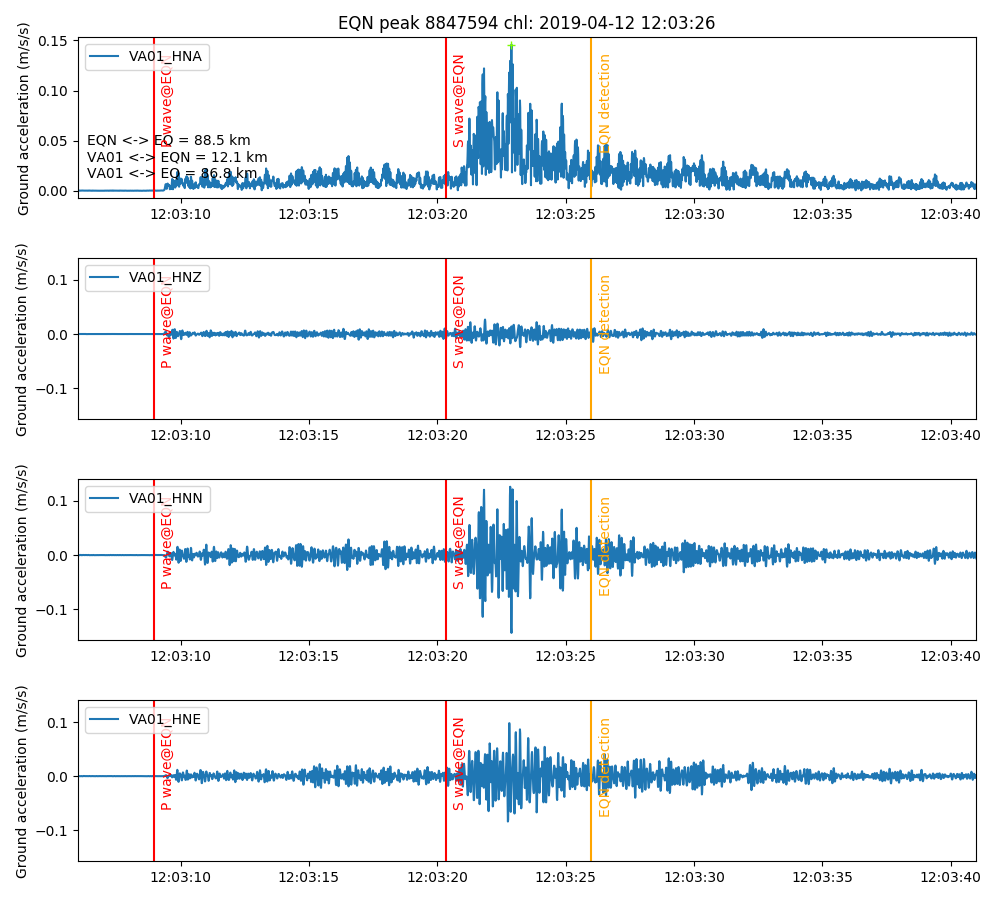 EQN peak 8847594 chl: 2019-04-12 12:03:26
Ground acceleration (m/s/s)
0.15
0.10
0.05
0.00
VA01_HNA
P wave@EQN
S wave@EQN
EQN detection
EQN <-> EQ = 88.5 km
VA01 <-> EQN = 12.1 km
VA01 <-> EQ = 86.8 km
12:03:10 12:03:15 12:03:20 12:03:25 12:03:30 12:03:35 12:03:40
Ground acceleration (m/s/s)
0.1
0.0
−0.1
VA01_HNZ
P wave@EQN
S wave@EQN
EQN detection
12:03:10 12:03:15 12:03:20 12:03:25 12:03:30 12:03:35 12:03:40
Ground acceleration (m/s/s)
0.1
0.0
−0.1
VA01_HNN
P wave@EQN
S wave@EQN
EQN detection
12:03:10 12:03:15 12:03:20 12:03:25 12:03:30 12:03:35 12:03:40
Ground acceleration (m/s/s)
0.1
0.0
−0.1
VA01_HNE
P wave@EQN
S wave@EQN
EQN detection
12:03:10 12:03:15 12:03:20 12:03:25 12:03:30 12:03:35 12:03:40